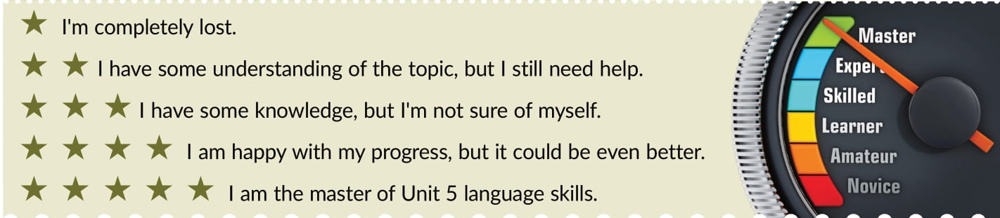 I'm completely lost.
I have some understanding of the topic, but I still need help.
I have some knowledge, but I'm not sure of myself.
I am happy with my progress, but it could be even better.
I am the master of Unit 5 language skills.
Master
Expert
Skilled
Learner
Amateur
Novice